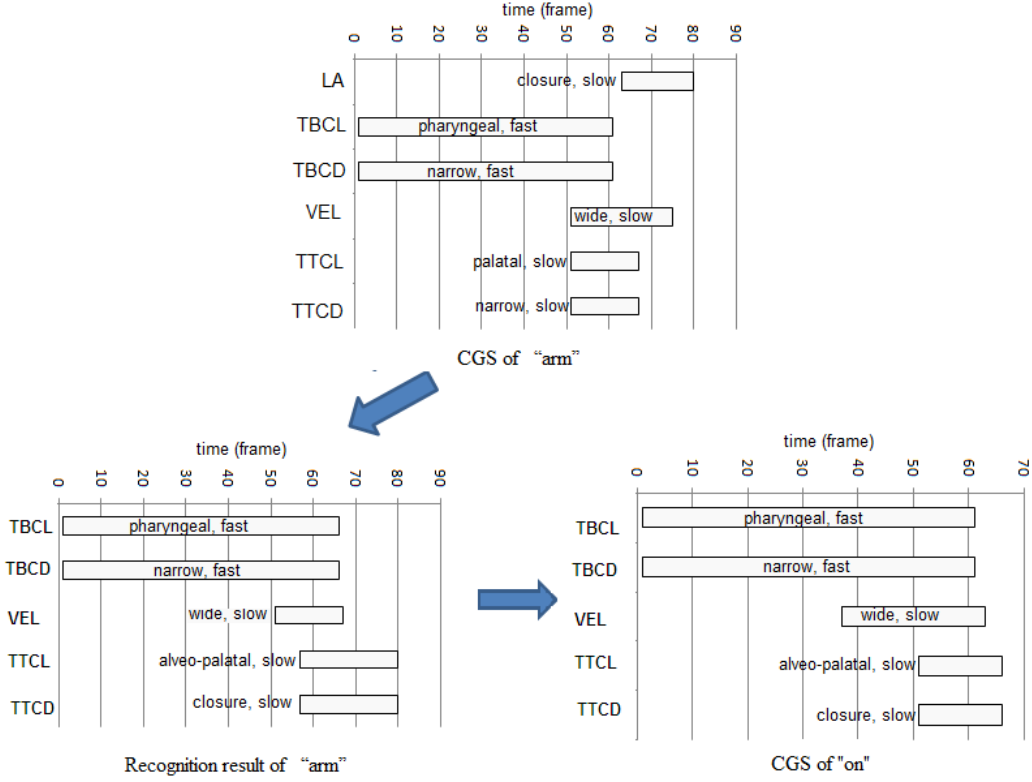 time (frame)
0 10 20 30 40 50 60 70 80 90
LA closure, slow
TBCL pharyngeal, fast
TBCD narrow, fast
VEL wide, slow
TTCL palatal, slow
TTCD narrow, slow
CGS of “arm”
time (frame)
0 10 20 30 40 50 60 70 80 90
TBCL pharyngeal, fast
TBCD narrow, fast
VEL wide, slow
TTCL alveo-palatal, slow
TTCD closure, slow
Recognition result of “arm”
time (frame)
0 10 20 30 40 50 60 70
TBCL pharyngeal, fast
TBCD narrow, fast
VEL wide, slow
TTCL alveo-palatal, slow
TTCD closure, slow
CGS of "on"